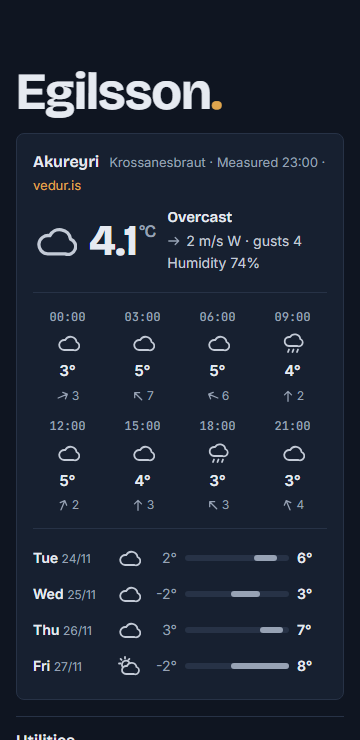 Egilsson.
Akureyri Krossanesbraut · Measured 23:00 ·
vedur.is
4.1°C
Overcast
→ 2 m/s W · gusts 4
Humidity 74%
00:00 03:00 06:00 09:00
3° 5° 5° 4°
3 7 6 2
12:00 15:00 18:00 21:00
5° 4° 3° 3°
2 3 3 4
Tue 24/11 2° 6°
Wed 25/11 -2° 3°
Thu 26/11 3° 7°
Fri 27/11 -2° 8°
Utilities